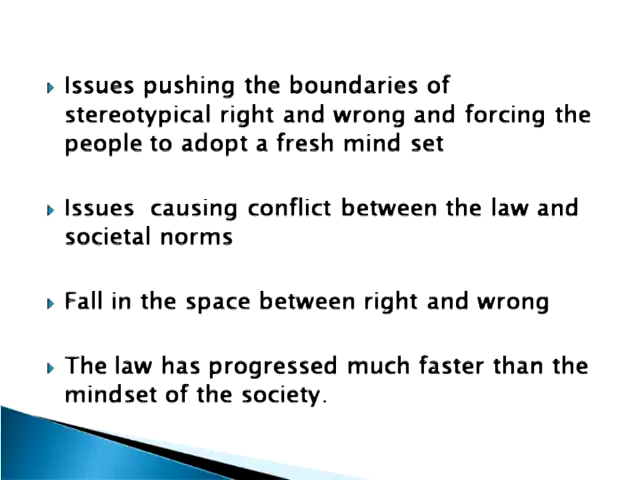 Issues pushing the boundaries of
stereotypical right and wrong and forcing the
people to adopt a fresh mind set
Issues  causing conflict between the law and
societal norms
Fall in the space between right and wrong
The law has progressed much faster than the
mindset of the society.